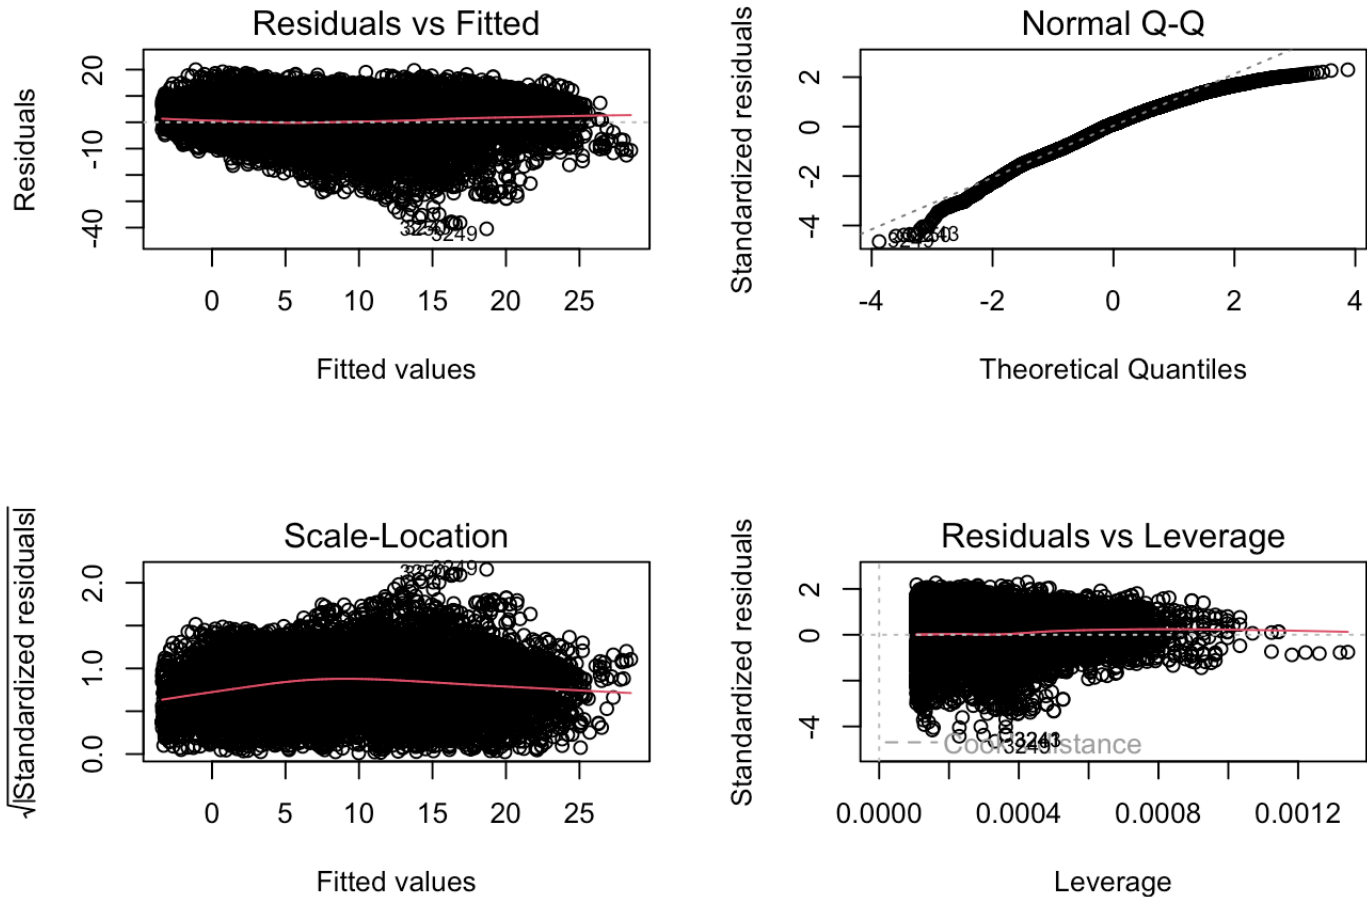 Residuals vs Fitted
Residuals
20
-10
-40
0 5 10 15 20 25
Fitted values
3249
Normal Q-Q
Standardized residuals
2
0
-2
-4
-4 -2 0 2 4
Theoretical Quantiles
Scale-Location
√|Standardized residuals|
2.0
1.0
0.0
0 5 10 15 20 25
Fitted values
Residuals vs Leverage
Standardized residuals
2
0
-4
0.0000 0.0004 0.0008 0.0012
Leverage